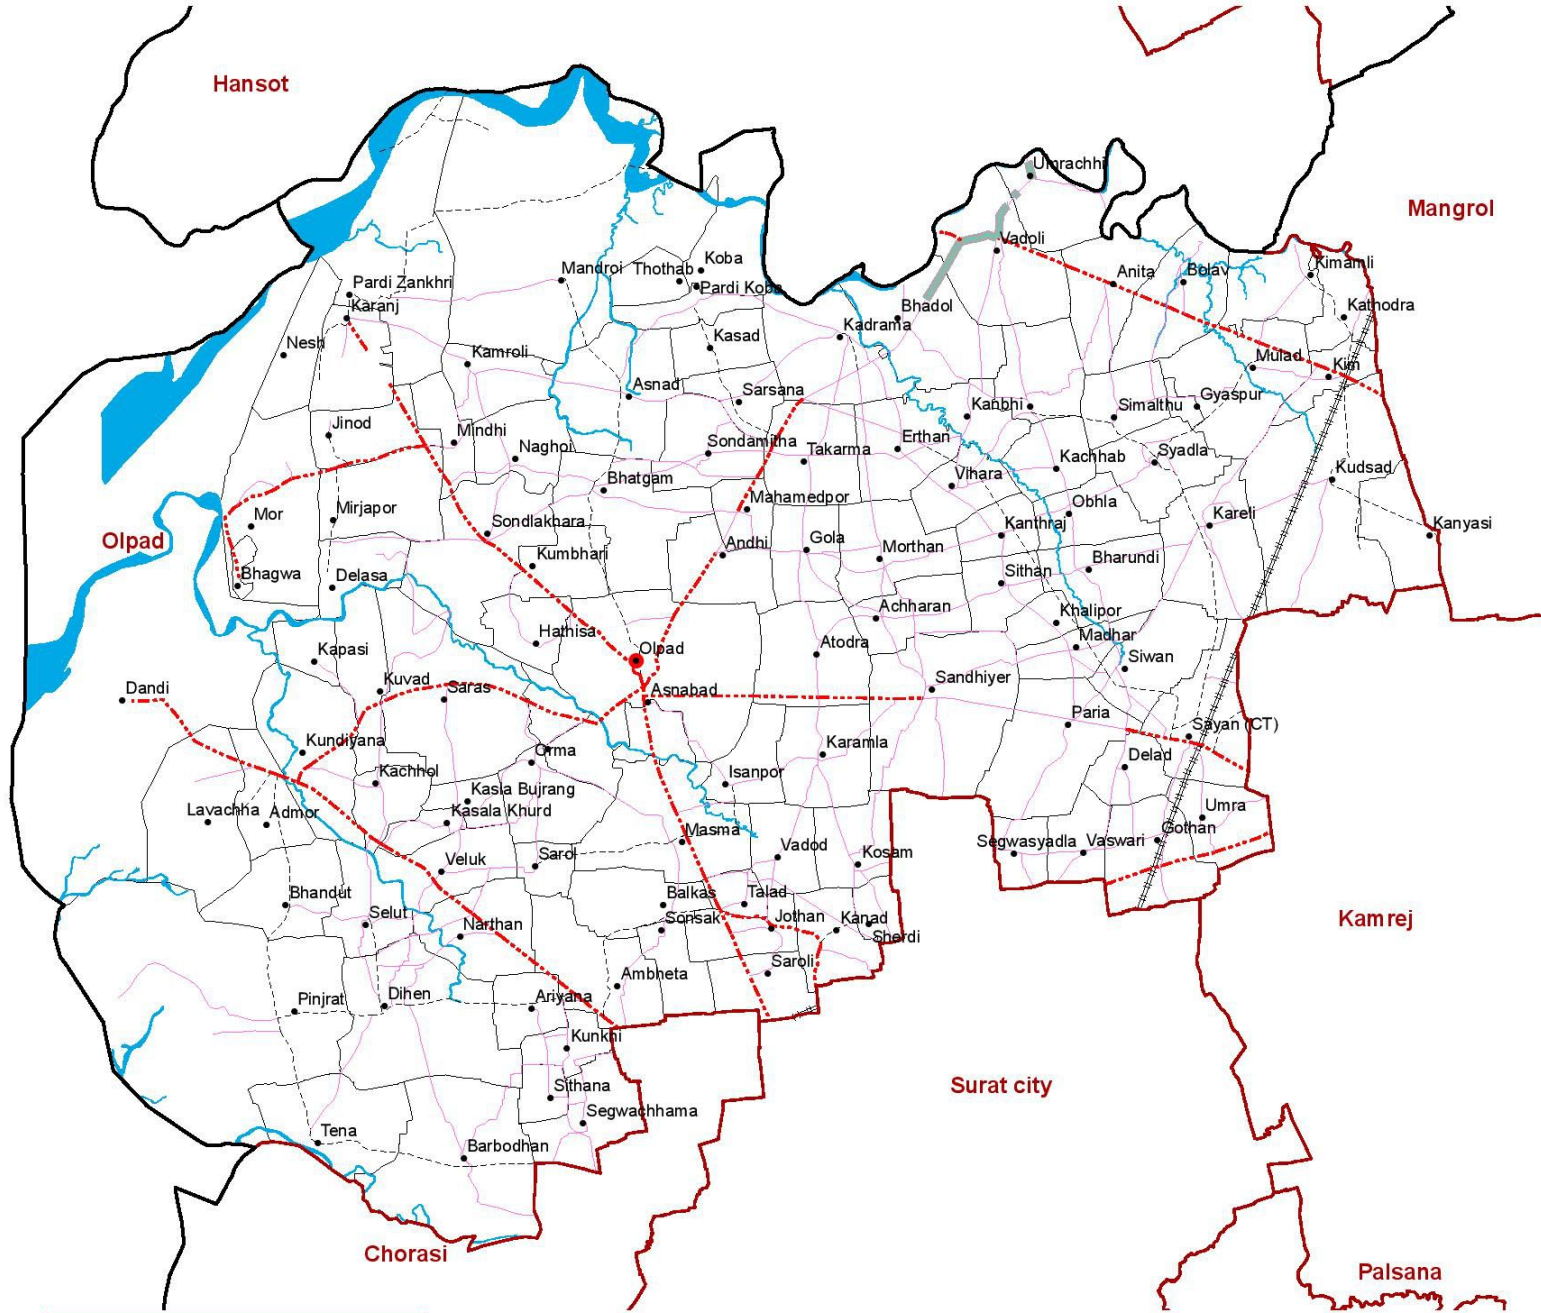 Hansot
Umrachhi
Mangrol
Vadoli
Koba
Kimamli
Mandroi
Thothab
Anita
Bolav
Pardi Zankhri
Pardi Koba
Karanj
Bhadol
Kathodra
Kadrama
Nesh
Kasad
Kamroli
Mulad
Kim
Asnad
Sarsana
Gyaspur
Kanbhi
Simalthu
Jinod
Mindhi
Erthan
Naghoi
Sondamitha
Takarma
Syadla
Kachhab
Kudsad
Bhatgam
Vihara
Mahamedpor
Obhla
Mor
Mirjapor
Kareli
Sondlakhara
Kanthraj
Kanyasi
Olpad
Gola
Andhi
Morthan
Kumbhari
Bharundi
Bhagwa
Delasa
Sithan
Achharan
Khalipor
Hathisa
Madhar
Atodra
Kapasi
Olpad
Siwan
Kuvad
Sandhiyer
Dandi
Saras
Asnabad
Paria
Sayan (CT)
Kundiyana
Orma
Karamla
Delad
Kachhol
Isanpor
Kasla Bujrang
Umra
Lavachha
Admor
Kasala Khurd
Masma
Gothan
Segwasyadla
Vaswari
Vadod
Veluk
Sarol
Kosam
Bhandut
Balkas
Talad
Selut
Narthan
Sonsak
Jothan
Kanad
Sherdi
Kamrej
Saroli
Ambheta
Pinjrat
Dihen
Ariyana
Kunkhi
Sithana
Surat city
Segwachhama
Tena
Barbodhan
Chorasi
Palsana